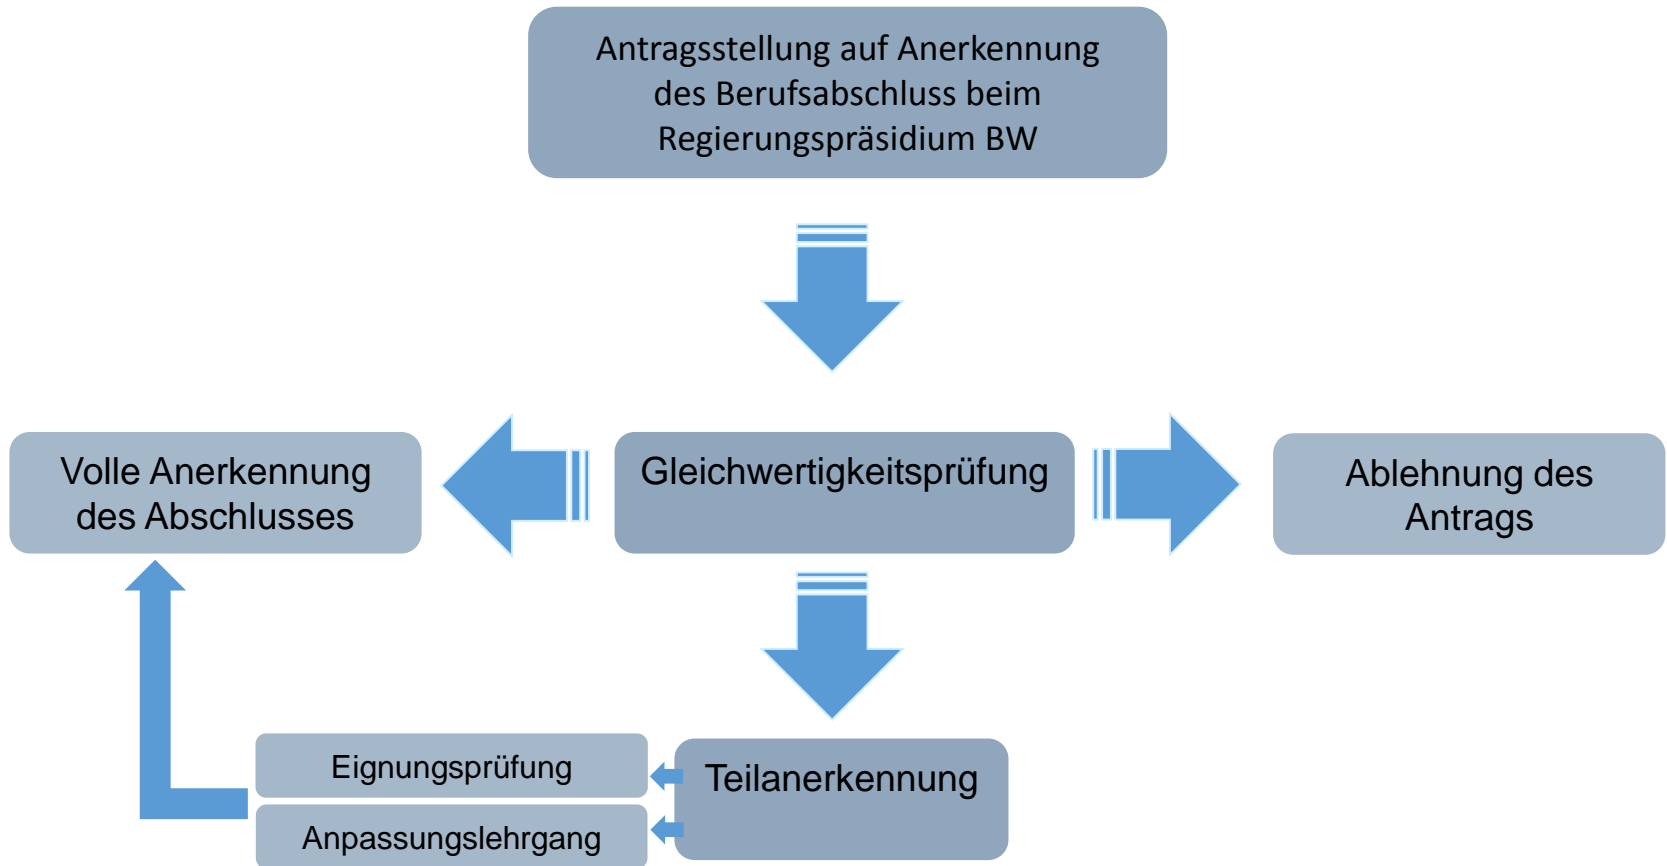 Antragsstellung auf Anerkennung
des Berufsabschluss beim
Regierungspräsidium BW
Volle Anerkennung
des Abschlusses
Gleichwertigkeitsprüfung
Ablehnung des
Antrags
Eignungsprüfung
Anpassungslehrgang
Teilanerkennung